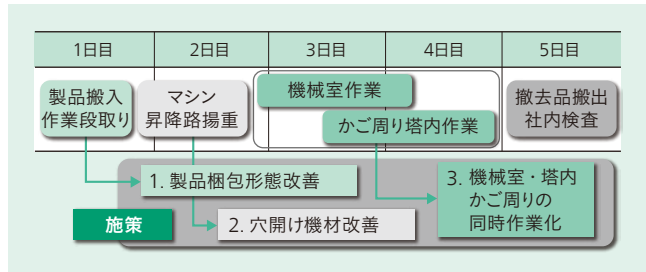 1日目 2日目 3日目 4日目 5日目
製品搬入
作業段取り
マシン
昇降路揚重
機械室作業
かご周り塔内作業
撤去品搬出
社内検査
1. 製品梱包形態改善
3. 機械室・塔内
かご周りの
同時作業化
施策
2. 穴開け機材改善